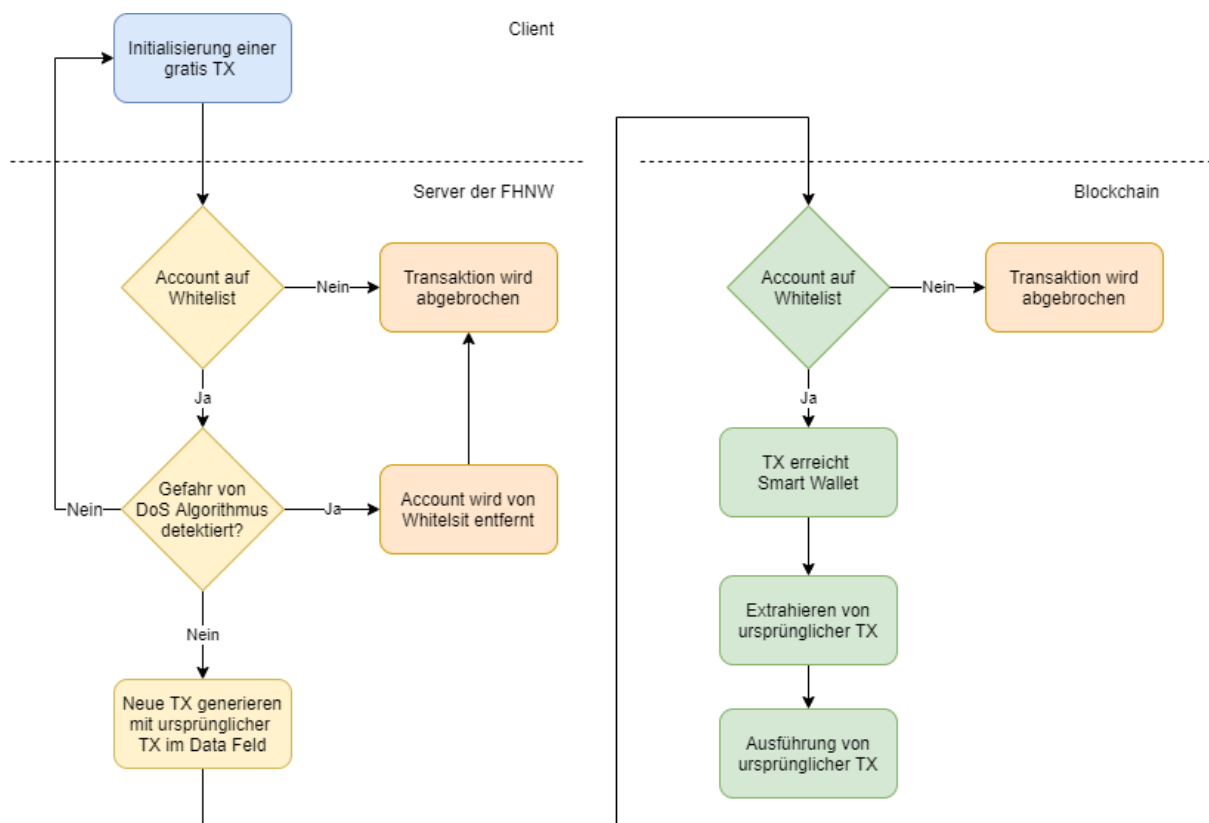 Client
Initialisierung einer
gratis TX
Server der FHNW
Account auf
Whitelist
Nein
Transaktion wird
abgebrochen
Ja
Gefahr von
DoS Algorithmus
detektiert?
Nein
Ja
Account wird von
Whitelsit entfernt
Nein
Neue TX generieren
mit ursprünglicher
TX im Data Feld
Blockchain
Account auf
Whitelist
Nein
Transaktion wird
abgebrochen
Ja
TX erreicht
Smart Wallet
Extrahieren von
ursprünglicher TX
Ausführung von
ursprünglicher TX